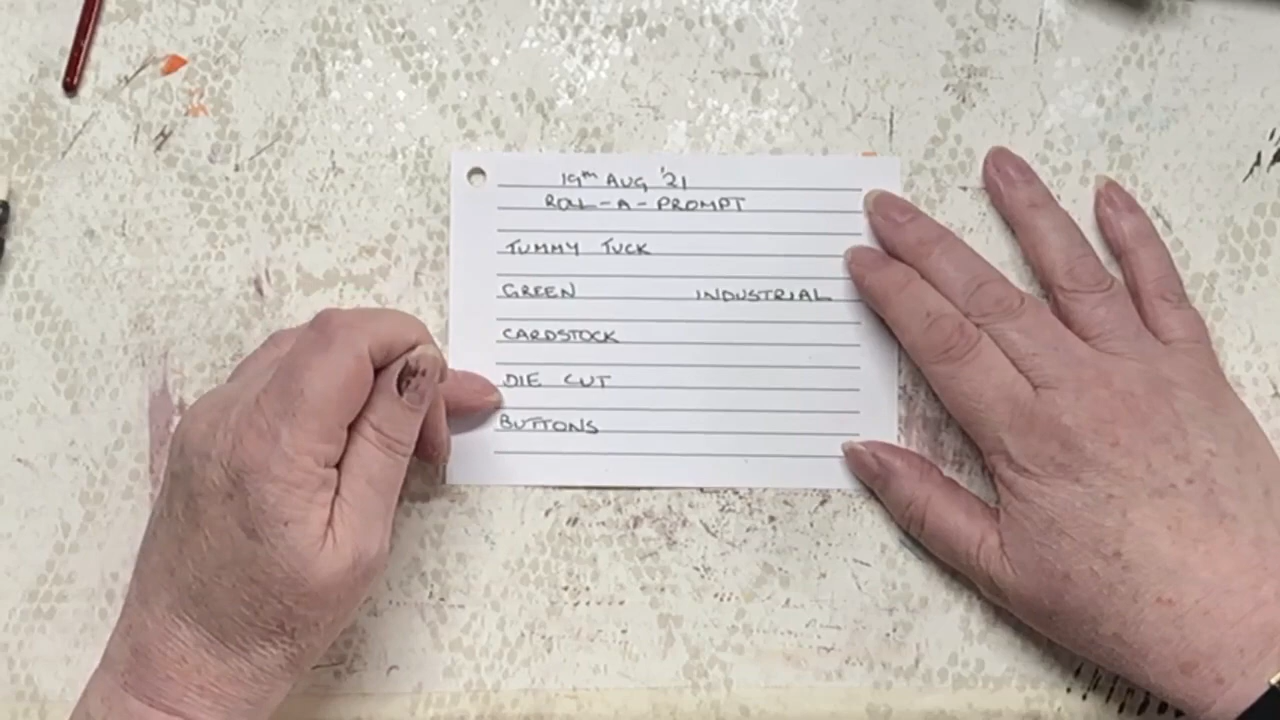 19TH AUG '21
ROLL-A-PROMPT
TUMMY TUCK
GREEN INDUSTRIAL
CARDSTOCK
DIE CUT
BUTTONS